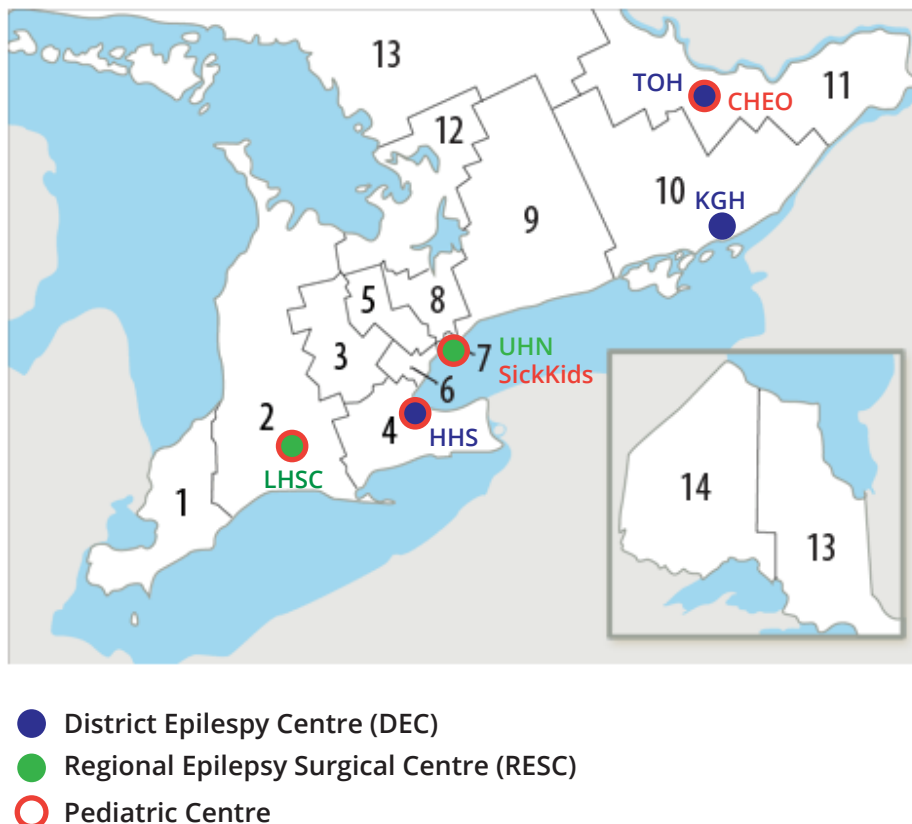 13
11
TOH
CHEO
12
10
KGH
9
5
8
3
7
UHN
SickKids
6
2
4
HHS
LHSC
1
14
13
District Epilespy Centre (DEC)
Regional Epilepsy Surgical Centre (RESC)
Pediatric Centre